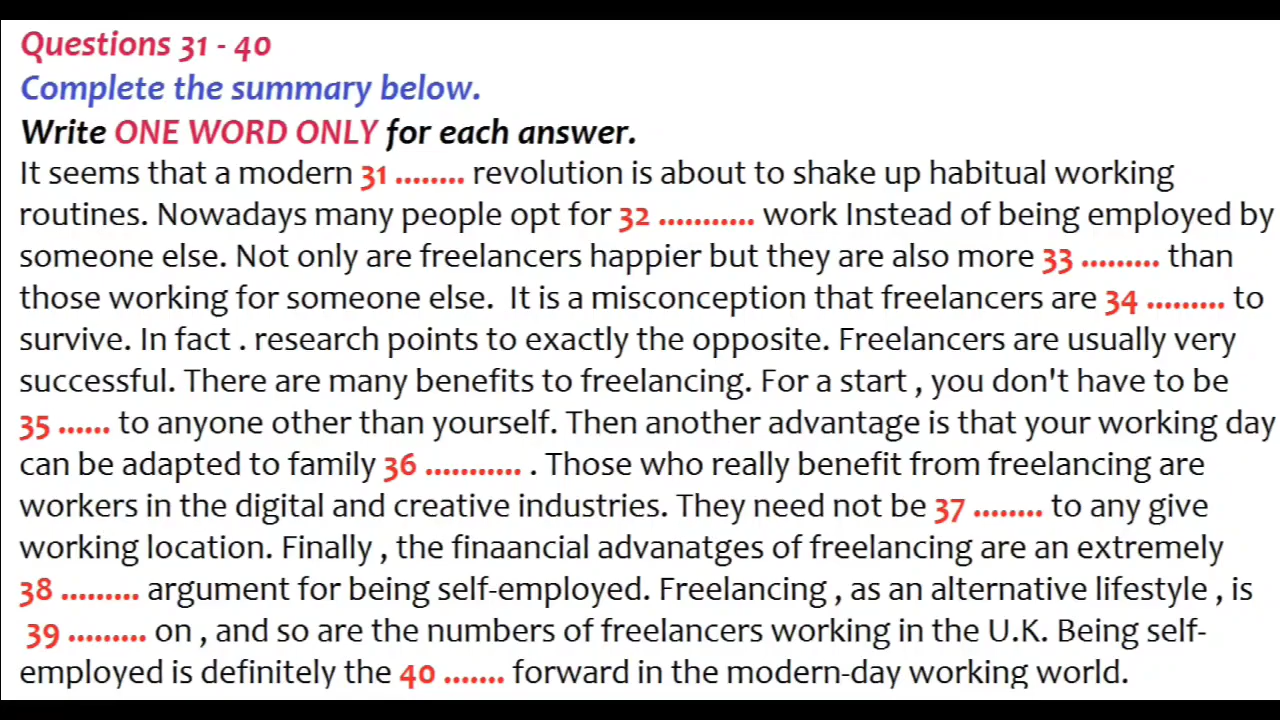 Questions 31 - 40
Complete the summary below.
Write ONE WORD ONLY for each answer.
It seems that a modern 31 ........ revolution is about to shake up habitual working
routines. Nowadays many people opt for 32 ........... work Instead of being employed by
someone else. Not only are freelancers happier but they are also more 33 ......... than
those working for someone else.  It is a misconception that freelancers are 34 ......... to
survive. In fact . research points to exactly the opposite. Freelancers are usually very
successful. There are many benefits to freelancing. For a start , you don't have to be
35 ...... to anyone other than yourself. Then another advantage is that your working day
can be adapted to family 36 ........... . Those who really benefit from freelancing are
workers in the digital and creative industries. They need not be 37 ........ to any give
working location. Finally , the finaancial advanatges of freelancing are an extremely
38 ......... argument for being self-employed. Freelancing , as an alternative lifestyle , is
39 ......... on , and so are the numbers of freelancers working in the U.K. Being self-
employed is definitely the 40 ....... forward in the modern-day working world.